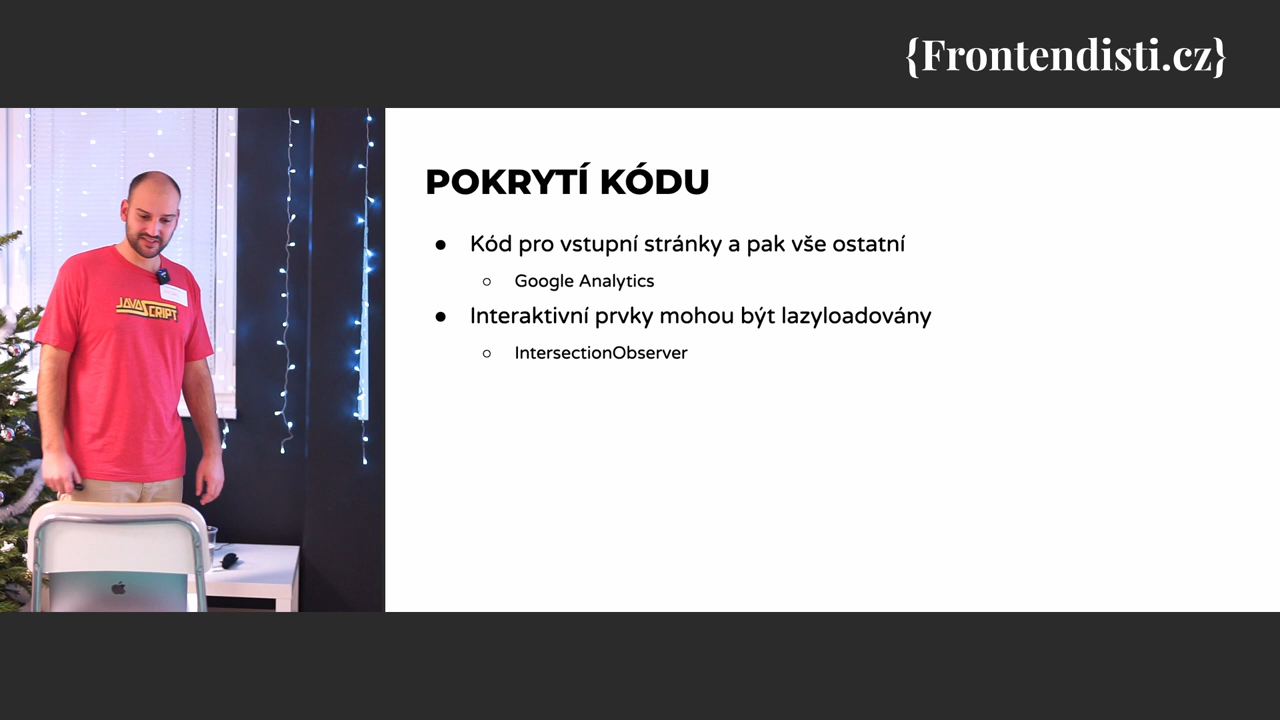 {Frontendisti.cz}
POKRYTÍ KÓDU
● Kód pro vstupní stránky a pak vše ostatní
○ Google Analytics
● Interaktivní prvky mohou být lazyloadovány
○ IntersectionObserver
JAVASCRIPT